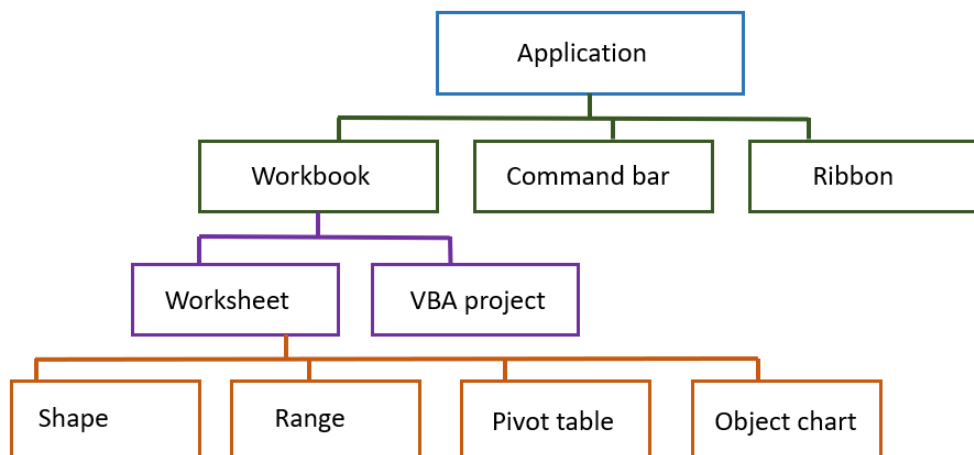 Application
Workbook
Command bar
Ribbon
Worksheet
VBA project
Shape
Range
Pivot table
Object chart